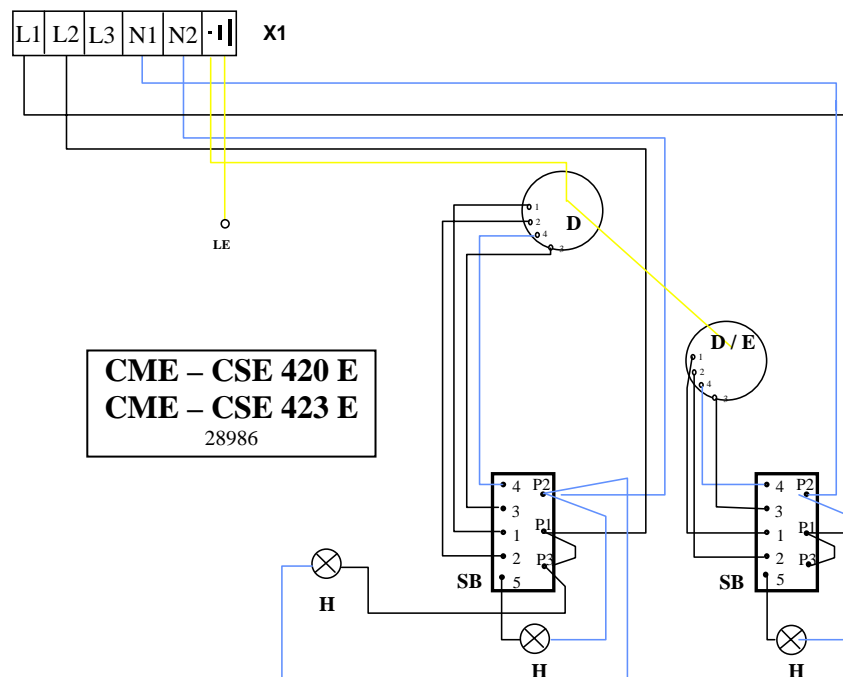 L1 L2 L3 N1 N2 X1
LE
1
2
4
3
D
D / E
1
2
4
3
CME – CSE 420 E
CME – CSE 423 E
28986
4 P2
3
1 P1
2 P3
5
SB
4 P2
3
1 P1
2 P3
5
SB
H
H
H